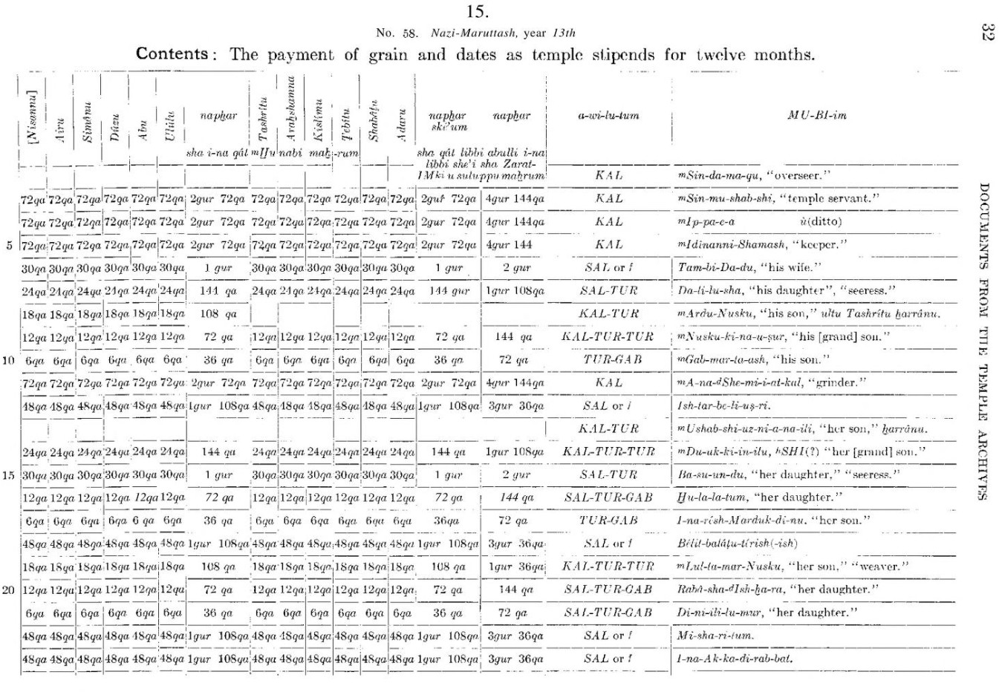 15.
No. 58. Nazi-Maruttash, year 13th
Contents: The payment of grain and dates as temple stipends for twelve months.
32
DOCUMENTS FROM THE TEMPLE ARCHIVES
[Nisannu] Airu Simânu Dûzu Abu Ulûlu naphar Tashrîtu Araḫshamna Kislîmu Tebîtu Shabâṭu Adaru napḫar shé'um napḫar a-wi-lu-tum MU-BI-im
sha i-na qât mḪu nabi maḫ -rum sha qât libbi abulli i-na
libbi she'i sha Zarat-
IMki u suluppu maḫrum KAL mSin-da-ma-qu, “overseer.”
72qa 72qa 72qa 72qa 72qa 72qa 2gur 72qa 72qa 72qa 72qa 72qa 72qa 72qa 2gur 72qa 4gur 144qa KAL mSin-mu-shab-shi, “temple servant.”
72qa 72qa 72qa 72qa 72qa 72qa 2gur 72qa 72qa 72qa 72qa 72qa 72qa 72qa 2gur 72qa 4gur 144qa KAL mIp-pa-e-a ù(ditto)
5 72qa 72qa 72qa 72qa 72qa 72qa 2gur 72qa 72qa 72qa 72qa 72qa 72qa 72qa 2gur 72qa 4gur 144 KAL mIdinanni-Shamash, “keeper.”
30qa 30qa 30qa 30qa 30qa 30qa 1 gur 30qa 30qa 30qa 30qa 30qa 30qa 1 gur 2 gur SAL or f Tam-bi-Da-du, “his wife.”
24qa 24qa 24qa 24qa 24qa 24qa 144 qa 24qa 24qa 24qa 24qa 24qa 24qa 144 gur 1gur 108qa SAL-TUR Da-li-lu-sha, “his daughter”, “seeress.”
18qa 18qa 18qa 18qa 18qa 18qa 108 qa KAL-TUR mArdu-Nusku, “his son,” ultu Tashrîtu ḫarrânu.
12qa 12qa 12qa 12qa 12qa 12qa 72 qa 12qa 12qa 12qa 12qa 12qa 12qa 72 qa 144 qa KAL-TUR-TUR mNusku-ki-na-u-ṣur, “his [grand] son.”
10 6qa 6qa 6qa 6qa 6qa 6qa 36 qa 6qa 6qa 6qa 6qa 6qa 6qa 36 qa 72 qa TUR-GAB mGab-mar-ta-ash, “his son.”
72qa 72qa 72qa 72qa 72qa 72qa 2gur 72qa 72qa 72qa 72qa 72qa 72qa 72qa 2gur 72qa 4gur 144qa KAL mA-na-dShe-mi-i-at-kal, “grinder.”
48qa 48qa 48qa 48qa 48qa 48qa 1gur 108qa 48qa 48qa 48qa 48qa 48qa 48qa 1gur 108qa 3gur 36qa SAL or f Ish-tar-be-li-uṣ-ri.
KAL-TUR mUshab-shi-uz-ni-a-na-ili, “her son,” ḫarrânu.
24qa 24qa 24qa 24qa 24qa 24qa 144 qa 24qa 24qa 24qa 24qa 24qa 24qa 144 qa 1gur 108qa KAL-TUR-TUR mDu-uk-ki-in-ilu, SHI(?) “her [grand] son.”
15 30qa 30qa 30qa 30qa 30qa 30qa 1 gur 30qa 30qa 30qa 30qa 30qa 30qa 1 gur 2 gur SAL-TUR Ba-su-un-du, “her daughter,” “seeress.”
12qa 12qa 12qa 12qa 12qa 12qa 72 qa 12qa 12qa 12qa 12qa 12qa 12qa 72 qa 144 qa SAL-TUR-GAB Ḫu-la-la-tum, “her daughter.”
6qa 6qa 6qa 6qa 6 qa 6qa 36 qa 6qa 6qa 6qa 6qa 6qa 6qa 36qa 72 qa TUR-GAB I-na-rêsh-Marduk-di-nu, “her son.”
48qa 48qa 48qa 48qa 48qa 48qa 1gur 108qa 48qa 48qa 48qa 48qa 48qa 48qa 1gur 108qa 3gur 36qa SAL or f Bêlit-balâṭu-êrish(-ish)
18qa 18qa 18qa 18qa 18qa 18qa 108 qa 18qa 18qa 18qa 18qa 18qa 18qa 108 qa 1gur 36qa KAL-TUR-TUR mLul-ta-mar-Nusku, “her son,” “weaver.”
20 12qa 12qa 12qa 12qa 12qa 12qa 72 qa 12qa 12qa 12qa 12qa 12qa 12qa 72 qa 144 qa SAL-TUR-GAB Rabâ-sha-dIsh-ḫa-ra, “her daughter.”
6qa 6qa 6qa 6qa 6qa 6qa 36 qa 6qa 6qa 6qa 6qa 6qa 6qa 36 qa 72 qa SAL-TUR-GAB Di-ni-ili-lu-mur, “her daughter.”
48qa 48qa 48qa 48qa 48qa 48qa 1gur 108qa 48qa 48qa 48qa 48qa 48qa 48qa 1gur 108qa 3gur 36qa SAL or f Mi-sha-ri-tum.
48qa 48qa 48qa 48qa 48qa 48qa 1gur 108qa 48qa 48qa 48qa 48qa 48qa 48qa 1gur 108qa 3gur 36qa SAL or f I-na-Ak-ka-di-rab-bat.